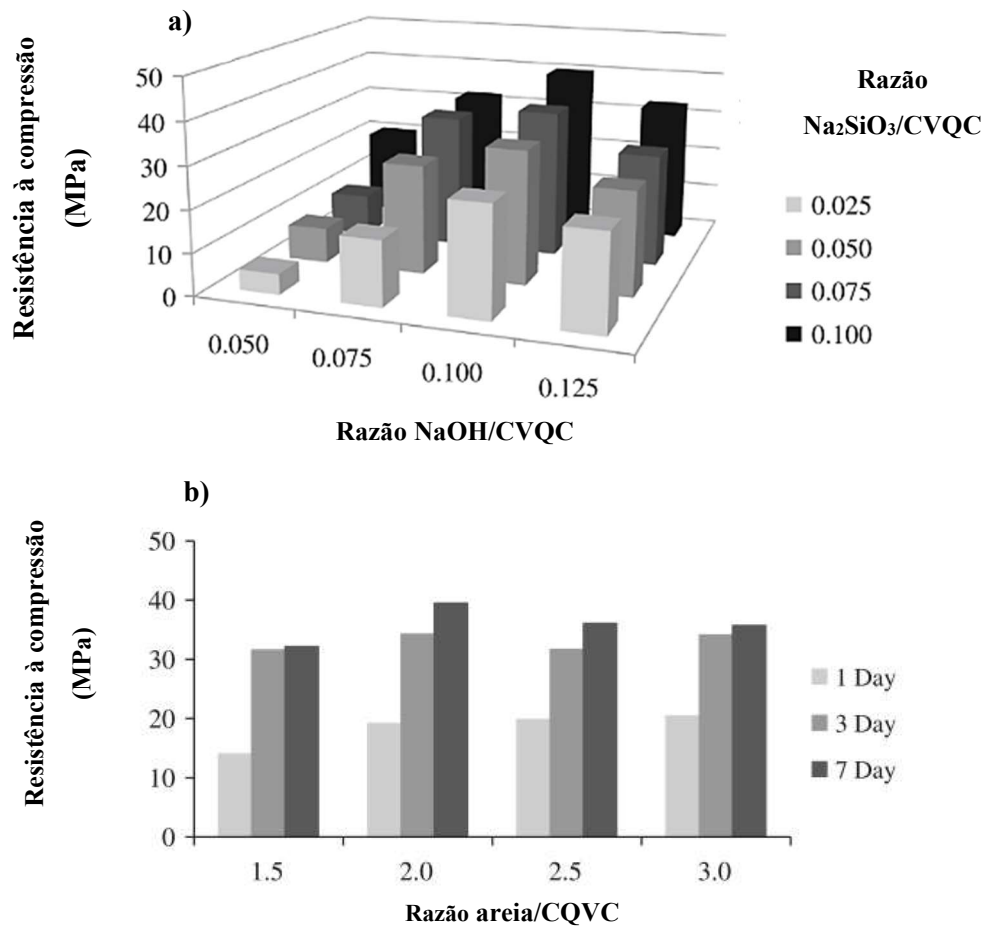 a)
Resistência à compressão
(MPa)
50
40
30
20
10
0
0.050
0.075
0.100
0.125
Razão NaOH/CVQC
Razão
Na₂SiO₃/CVQC
0.025
0.050
0.075
0.100
b)
Resistência à compressão
(MPa)
50
40
30
20
10
0
1.5
2.0
2.5
3.0
Razão areia/CQVC
1 Day
3 Day
7 Day